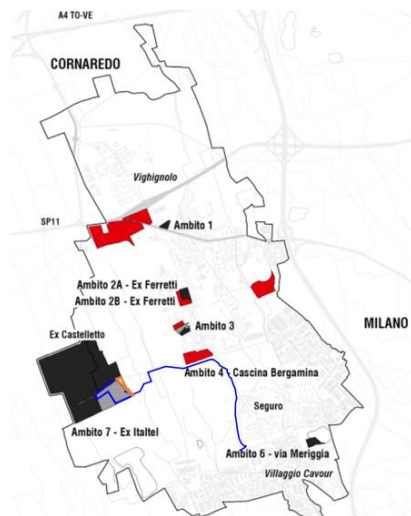 A4 TO-VE
CORNAREDO
Vighignolo
SP11
Ambito 1
Ambito 2A - Ex Ferretti
Ambito 2B - Ex Ferretti
MILANO
Ambito 3
Ex Castelletto
Ambito 4 - Cascina Bergamina
Seguro
Ambito 7 - Ex Italtel
Ambito 6 - via Meriggia
Villaggio Cavour